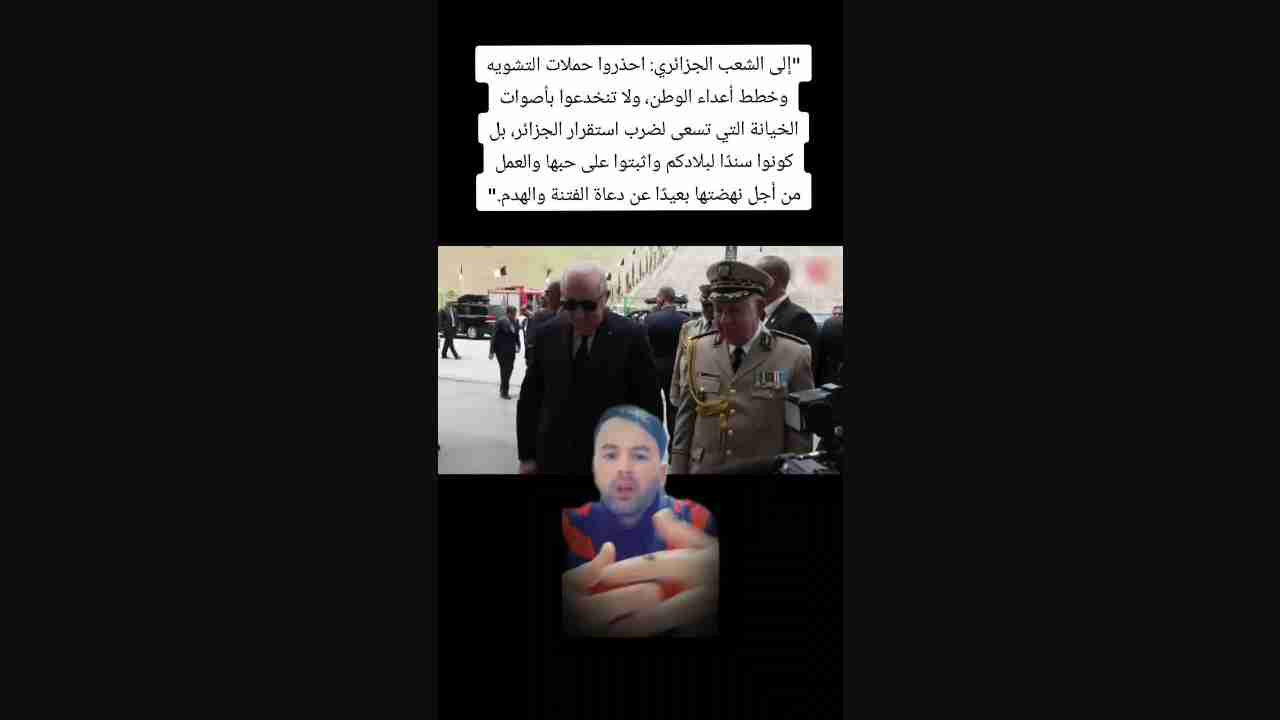 "إلى الشعب الجزائري: احذروا حملات التشويه
وخطط أعداء الوطن، ولا تنخدعوا بأصوات
الخيانة التي تسعى لضرب استقرار الجزائر، بل
كونوا سندًا لبلادكم واثبتوا على حبها والعمل
من أجل نهضتها بعيدًا عن دعاة الفتنة والهدم."